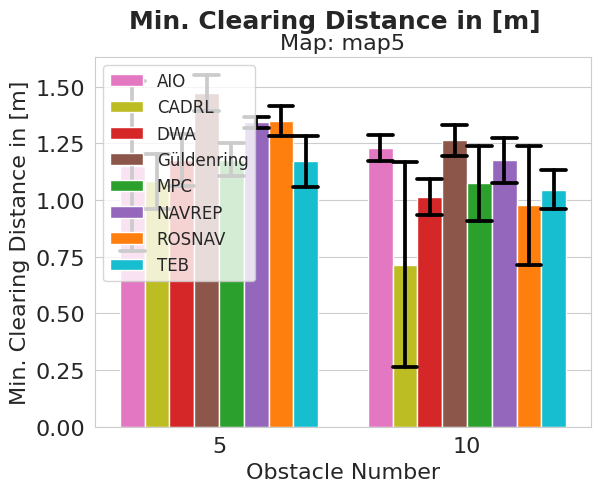 Min. Clearing Distance in [m]
Map: map5
Min. Clearing Distance in [m]
1.50
1.25
1.00
0.75
0.50
0.25
0.00
AIO
CADRL
DWA
Güldenring
MPC
NAVREP
ROSNAV
TEB
5
10
Obstacle Number